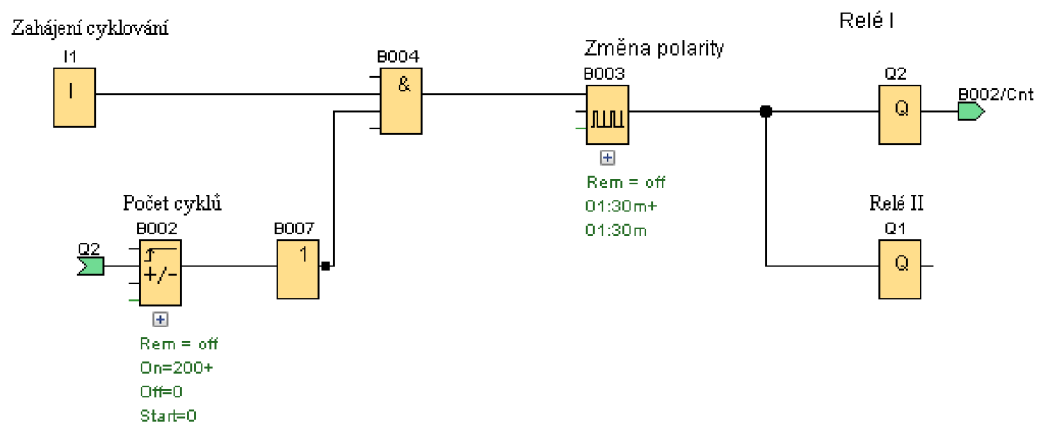 Relé I
Zahájení cyklování
Změna polarity
I1
B004
B003
Q2
I
&
Q
B002/Cnt
Rem = off
01:30m+
01:30m
Počet cyklů
Relé II
Q2
B002
B007
Q1
+/-
1
Q
Rem = off
On=200+
Off=0
Start=0